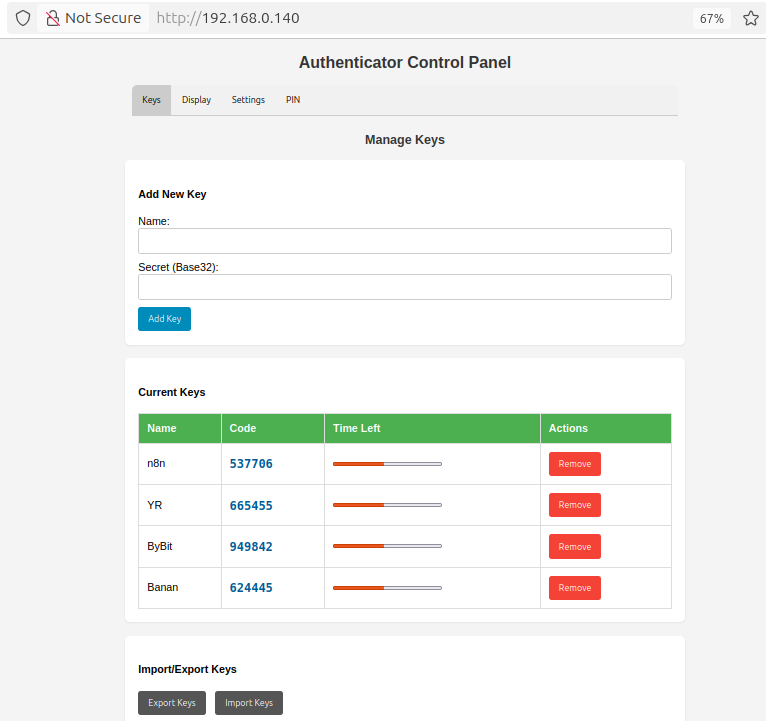 Not Secure http://192.168.0.140 67%
Authenticator Control Panel
Keys Display Settings PIN
Manage Keys
Add New Key
Name:
Secret (Base32):
Add Key
Current Keys
Name Code Time Left Actions
n8n 537706 Remove
YR 665455 Remove
ByBit 949842 Remove
Banan 624445 Remove
Import/Export Keys
Export Keys Import Keys